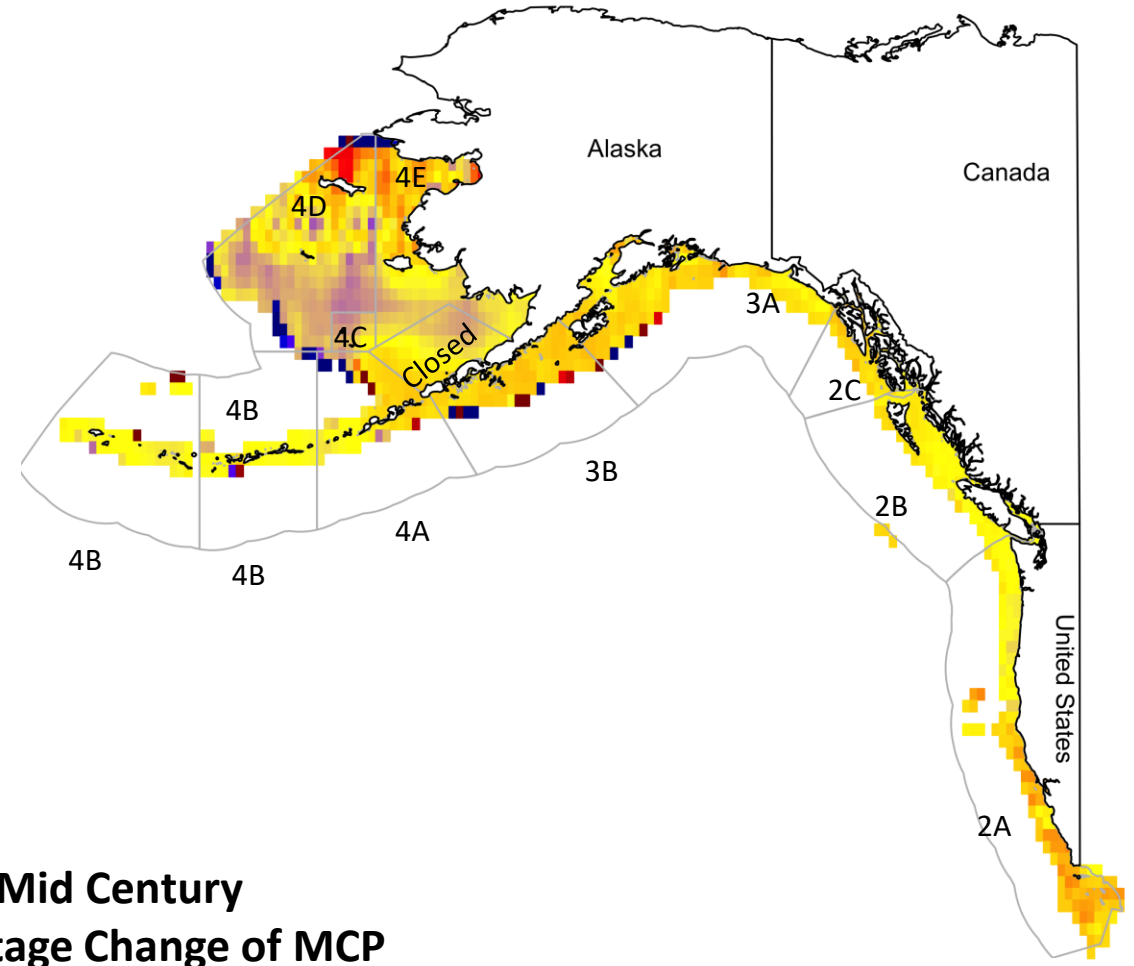 Alaska
Canada
4E
4D
3A
4C
Closed
2C
4B
3B
2B
4A
4B
4B
United States
2A
Mid Century
tage Change of MCP